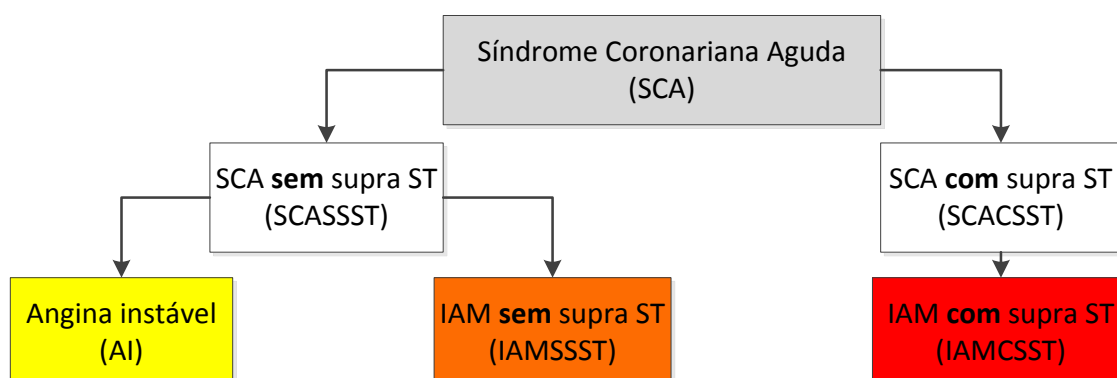 Síndrome Coronariana Aguda
(SCA)
SCA sem supra ST
(SCASSST)
SCA com supra ST
(SCACSST)
Angina instável
(AI)
IAM sem supra ST
(IAMSSST)
IAM com supra ST
(IAMCSST)